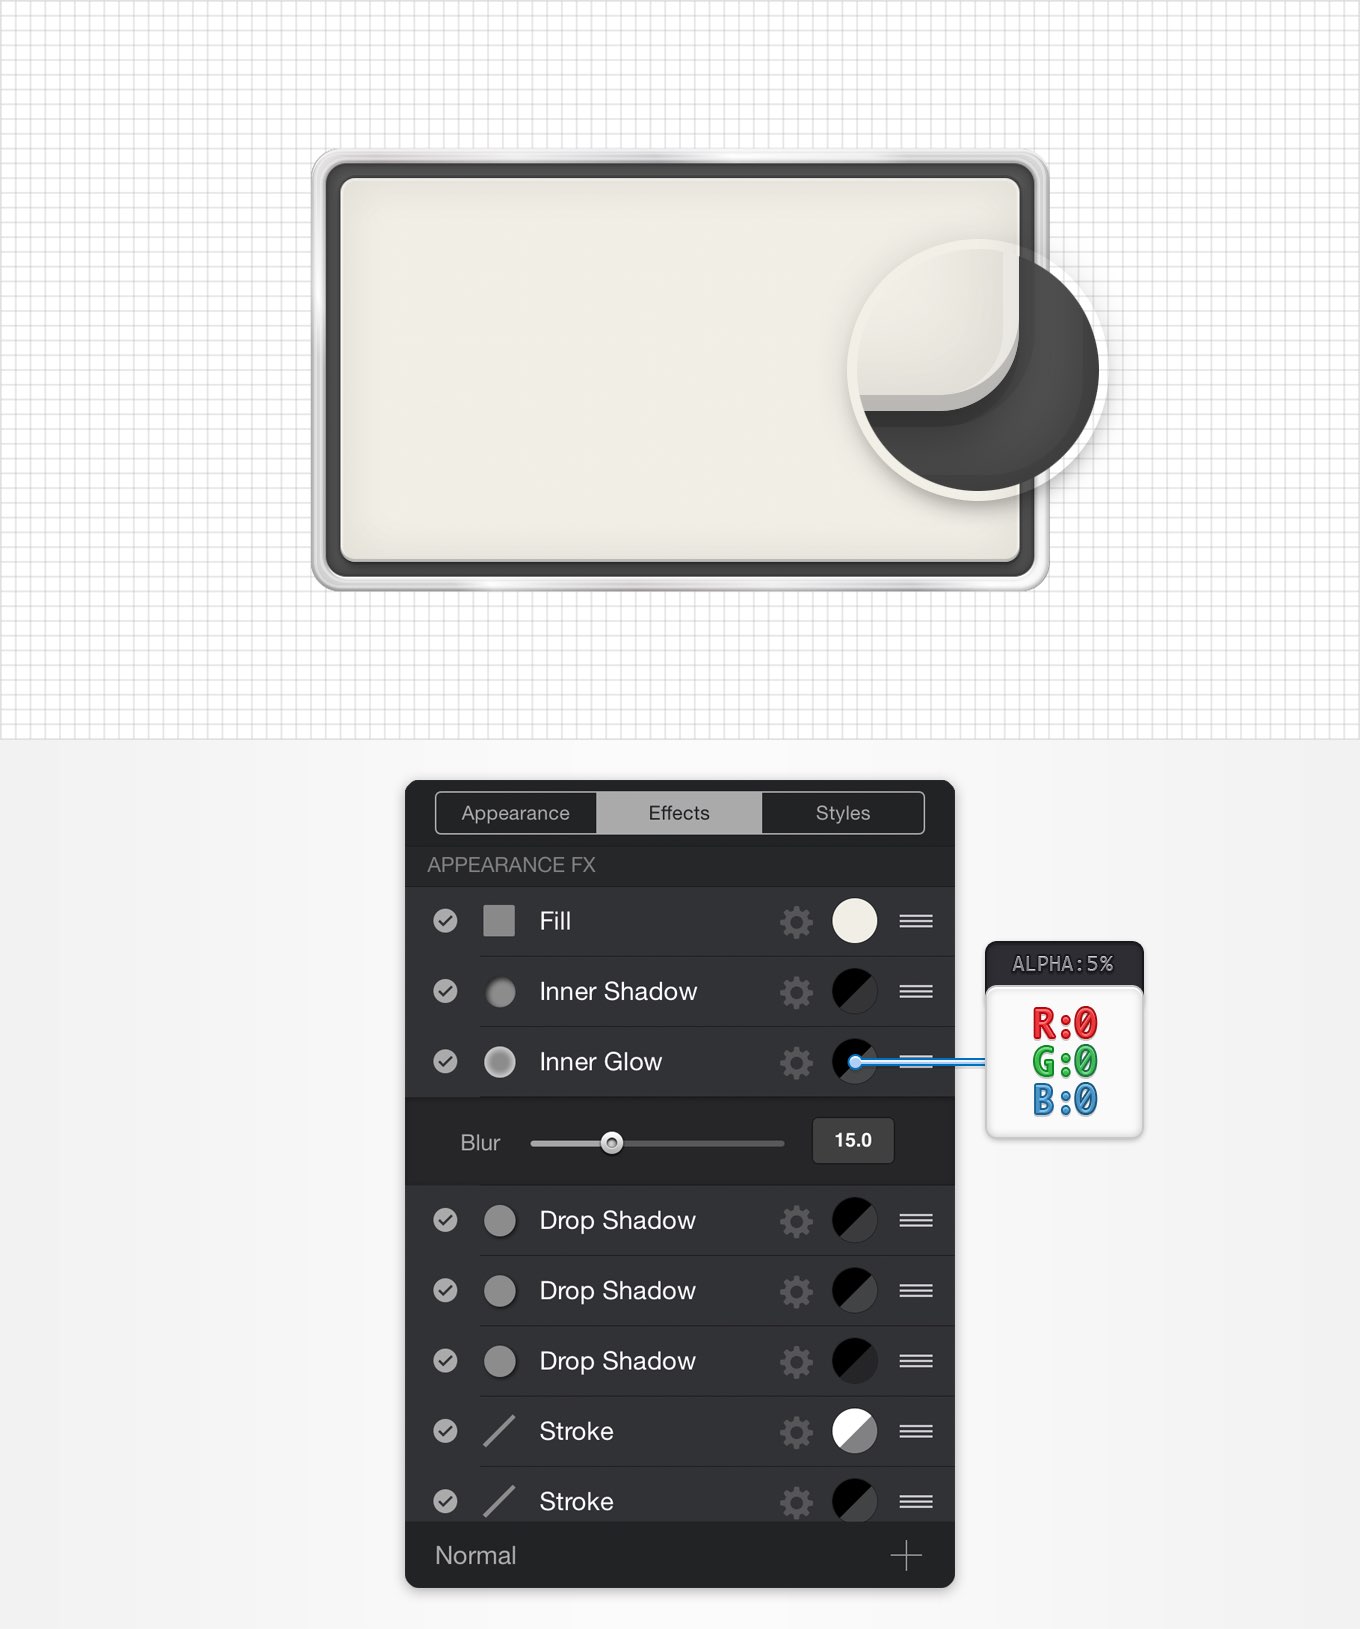 Appearance
Effects
Styles
APPEARANCE FX
Fill
Inner Shadow
Inner Glow
ALPHA:5%
R:0
G:0
B:0
Blur
15.0
Drop Shadow
Drop Shadow
Drop Shadow
Stroke
Stroke
Normal